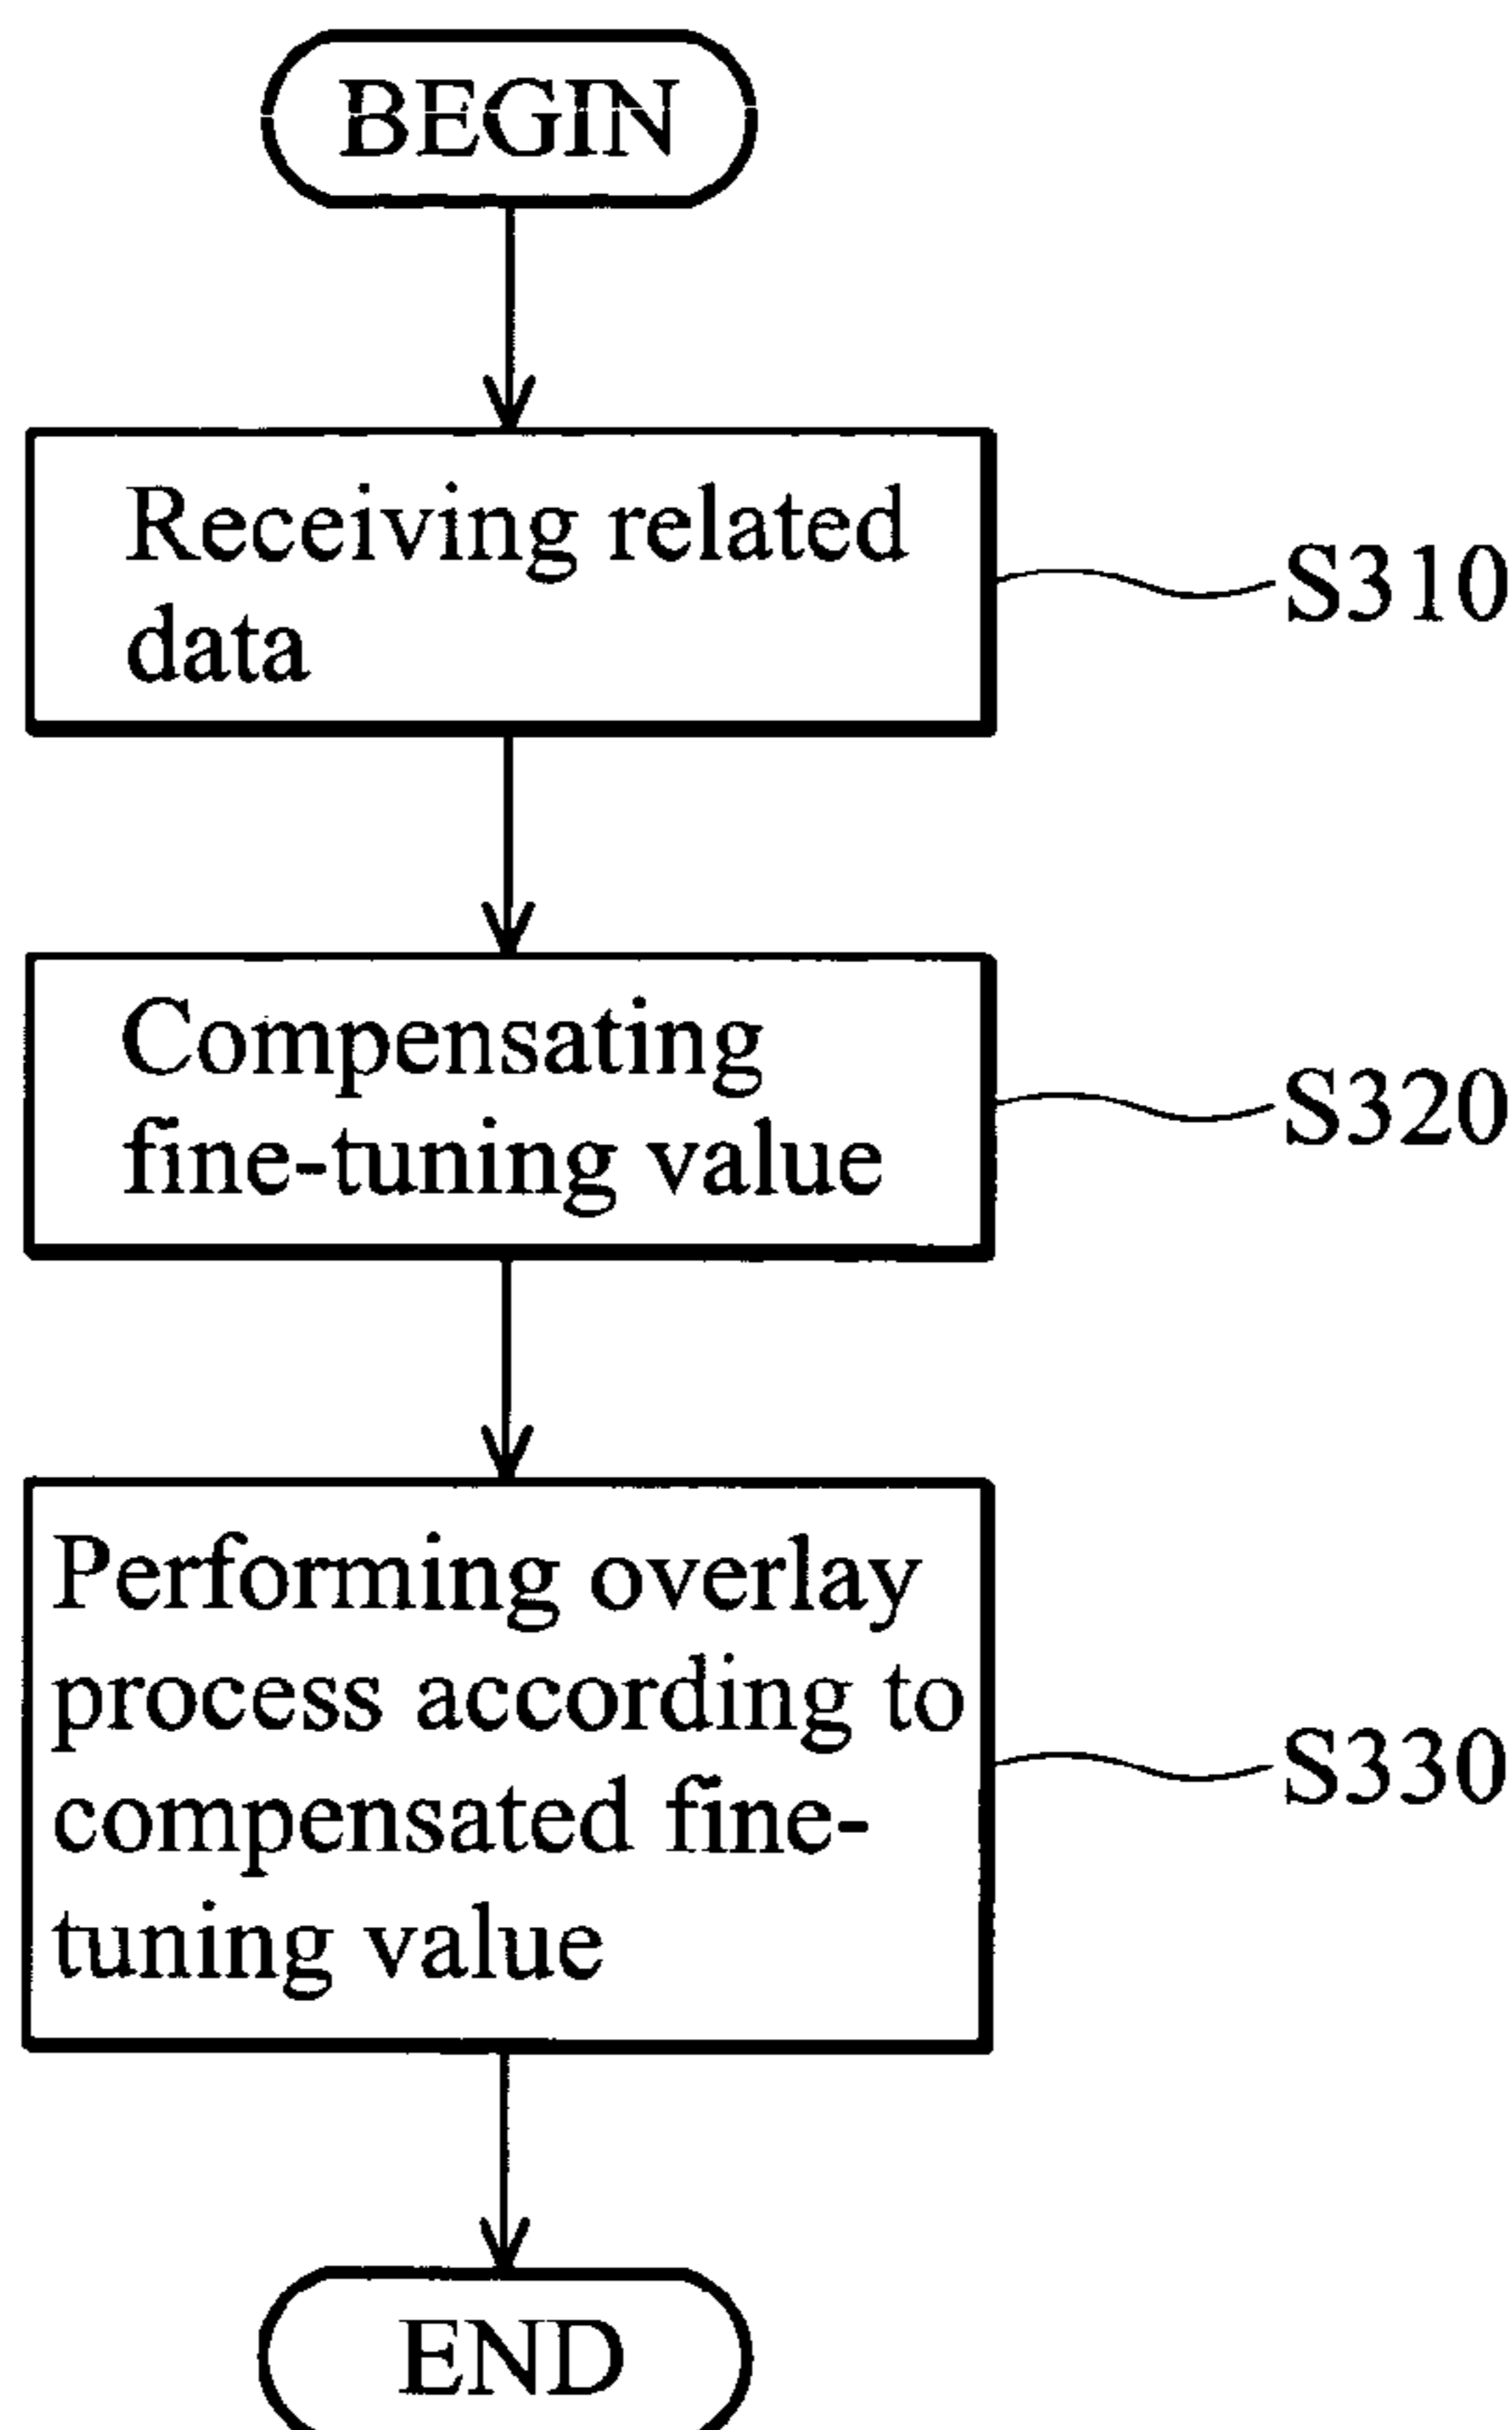 BEGIN
Receiving related
data
S310
Compensating
fine-tuning value
S320
Performing overlay
process according to
compensated fine-
tuning value
S330
END